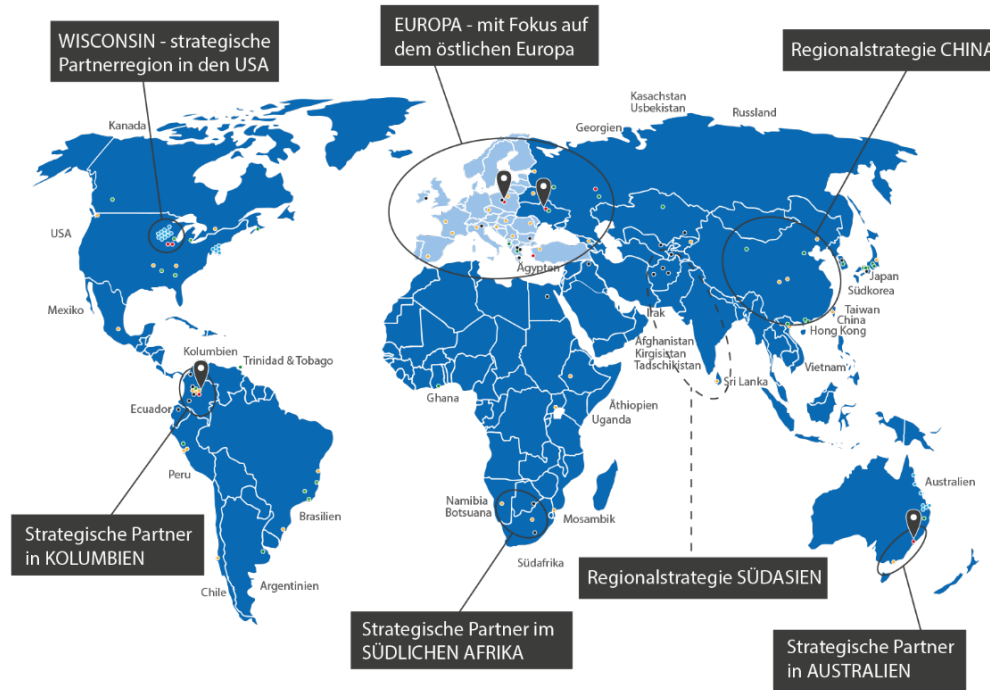 WISCONSIN - strategische
Partnerregion in den USA
EUROPA - mit Fokus auf
dem östlichen Europa
Regionalstrategie CHINA
Kanada
Kasachstan
Usbekistan
Russland
Georgien
USA
Mexiko
Ägypten
Japan
Südkorea
Taiwan
China
Hong Kong
Irak
Afghanistan
Kirgisistan
Tadschikistan
Vietnam
Sri Lanka
Kolumbien
Trinidad & Tobago
Ecuador
Ghana
Äthiopien
Uganda
Peru
Brasilien
Namibia
Botsuana
Mosambik
Australien
Strategische Partner
in KOLUMBIEN
Südafrika
Regionalstrategie SÜDASIEN
Chile
Argentinien
Strategische Partner im
SÜDLICHEN AFRIKA
Strategische Partner
in AUSTRALIEN